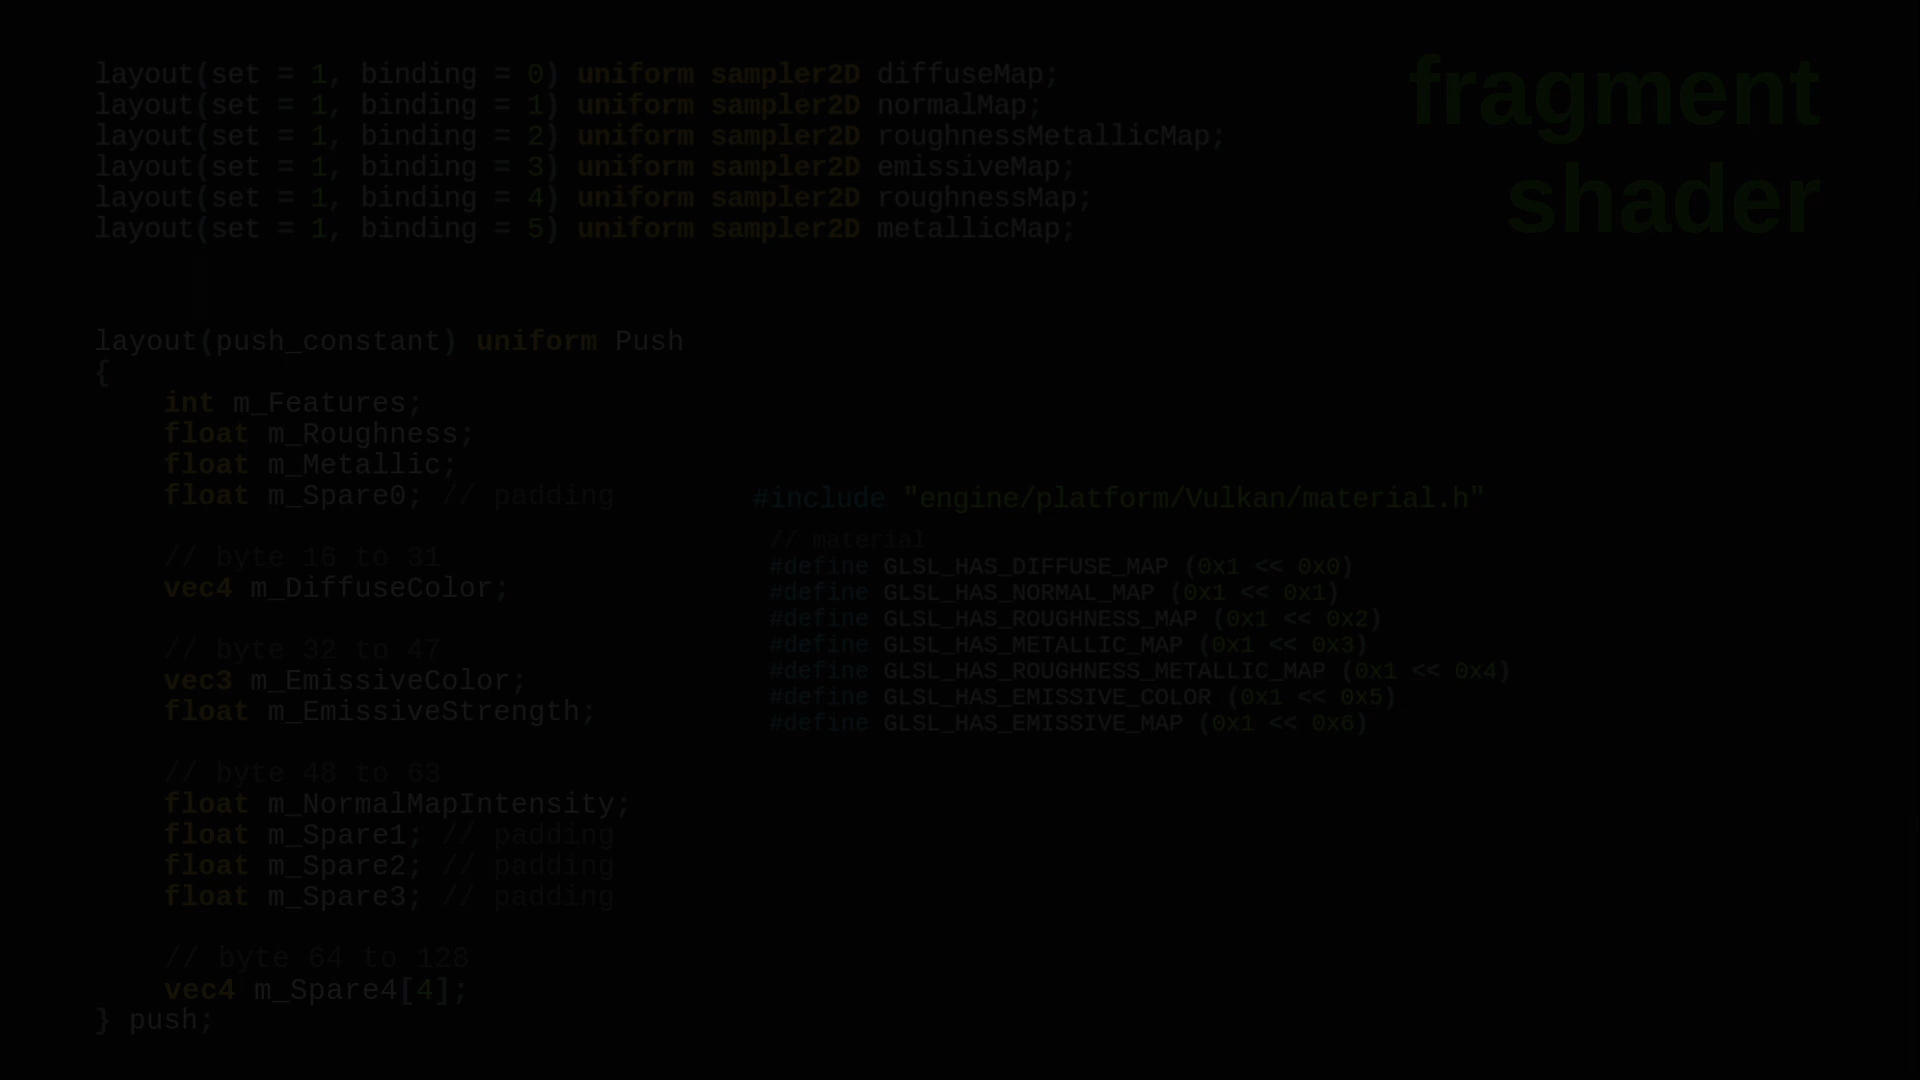 layout(set = 1, binding = 0) uniform sampler2D diffuseMap;
layout(set = 1, binding = 1) uniform sampler2D normalMap;
layout(set = 1, binding = 2) uniform sampler2D roughnessMetallicMap;
layout(set = 1, binding = 3) uniform sampler2D emissiveMap;
layout(set = 1, binding = 4) uniform sampler2D roughnessMap;
layout(set = 1, binding = 5) uniform sampler2D metallicMap;
fragment
shader
layout(push_constant) uniform Push
{
    int m_Features;
    float m_Roughness;
    float m_Metallic;
    float m_Spare0; // padding

    // byte 16 to 31
    vec4 m_DiffuseColor;

    // byte 32 to 47
    vec3 m_EmissiveColor;
    float m_EmissiveStrength;

    // byte 48 to 63
    float m_NormalMapIntensity;
    float m_Spare1; // padding
    float m_Spare2; // padding
    float m_Spare3; // padding

    // byte 64 to 128
    vec4 m_Spare4[4];
} push;
#include "engine/platform/Vulkan/material.h"
// material
#define GLSL_HAS_DIFFUSE_MAP (0x1 << 0x0)
#define GLSL_HAS_NORMAL_MAP (0x1 << 0x1)
#define GLSL_HAS_ROUGHNESS_MAP (0x1 << 0x2)
#define GLSL_HAS_METALLIC_MAP (0x1 << 0x3)
#define GLSL_HAS_ROUGHNESS_METALLIC_MAP (0x1 << 0x4)
#define GLSL_HAS_EMISSIVE_COLOR (0x1 << 0x5)
#define GLSL_HAS_EMISSIVE_MAP (0x1 << 0x6)